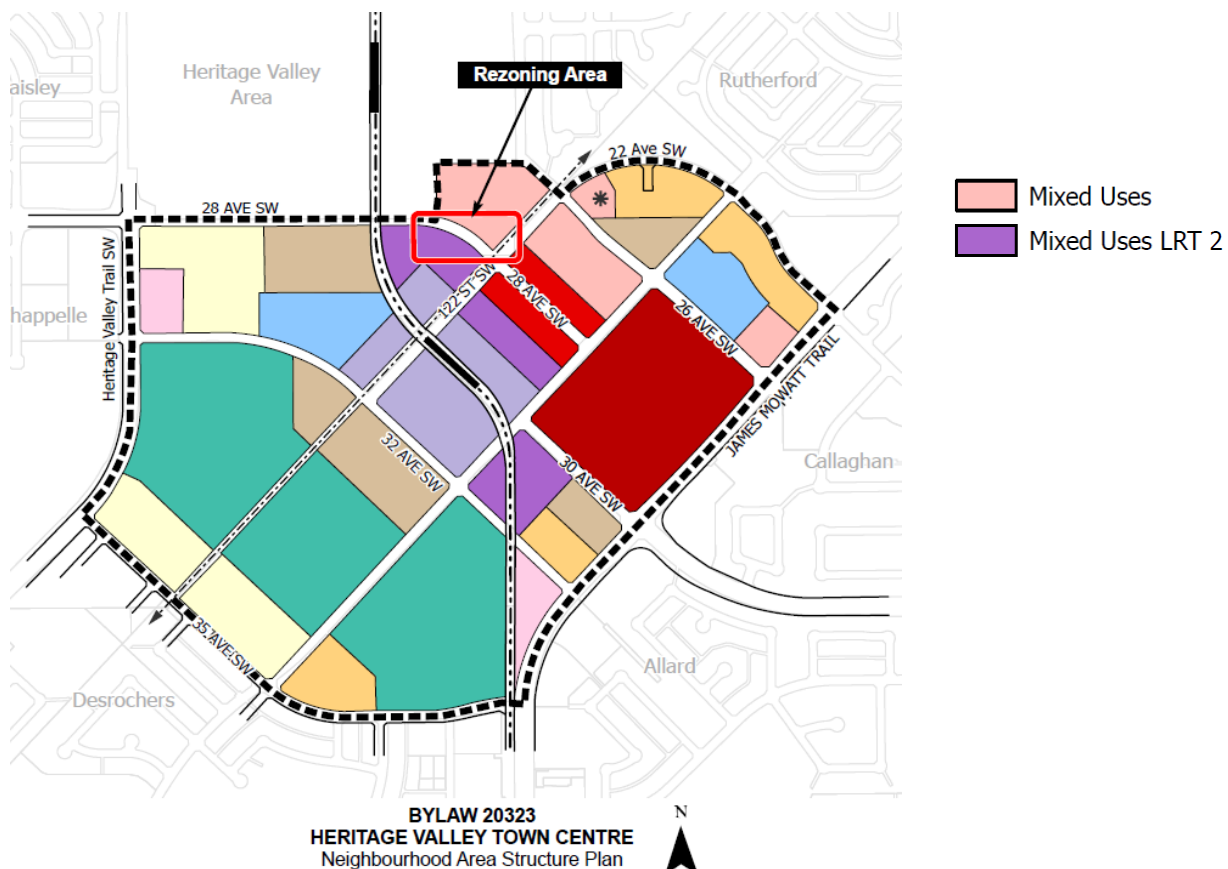 Rezoning Area
Heritage Valley
Area
aisley
Rutherford
22 Ave SW
28 AVE SW
Heritage Valley Trail SW
happelle
122 ST SW
28 AVE SW
26 AVE SW
JAMES MOWATT TRAIL
32 AVE SW
30 AVE SW
Callaghan
35 AVE SW
Allard
Desrochers
Mixed Uses
Mixed Uses LRT 2
BYLAW 20323
HERITAGE VALLEY TOWN CENTRE
Neighbourhood Area Structure Plan
N